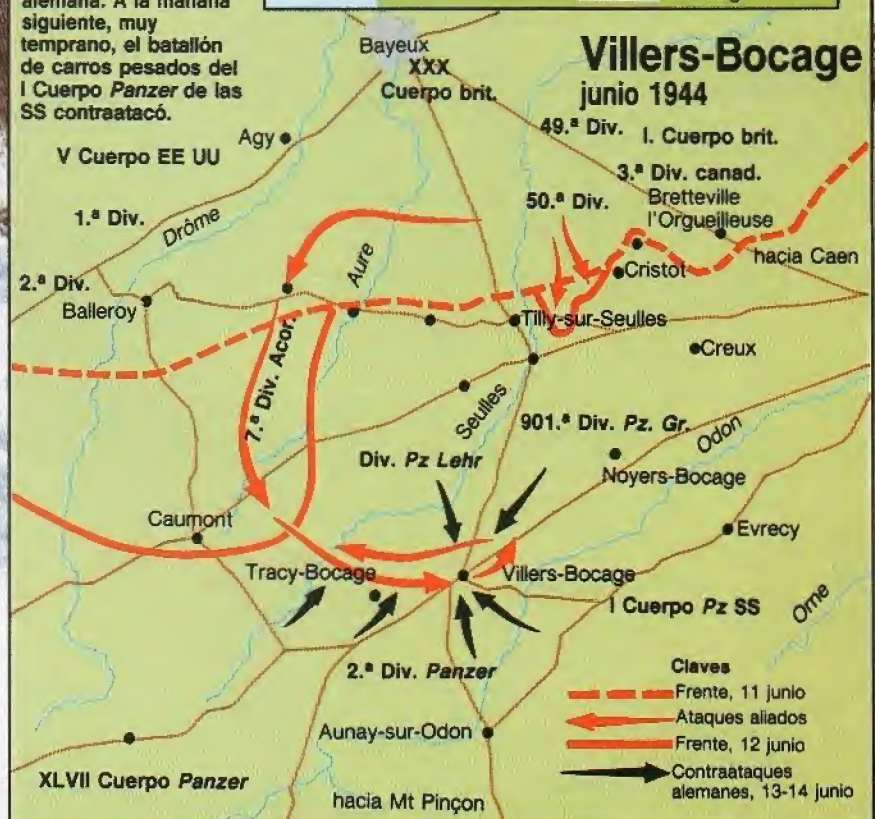 alemana. A la mañana
siguiente, muy
temprano, el batallón
de carros pesados del
I Cuerpo Panzer de las
SS contraatacó.
Villers-Bocage
junio 1944
Bayeux
XXX
Cuerpo brit.
49.ª Div.
I. Cuerpo brit.
Agy
V Cuerpo EE UU
3.ª Div. canad.
50.ª Div.
Bretteville
l'Orgueilleuse
1.ª Div.
Drôme
Aure
hacia Caen
Cristot
2.ª Div.
Balleroy
Tilly-sur-Seulles
7.ª Div. Acor.
Creux
Seulles
901.ª Div. Pz. Gr.
Odon
Div. Pz Lehr
Noyers-Bocage
Caumont
Evrecy
Tracy-Bocage
Villers-Bocage
I Cuerpo Pz SS
Orne
2.ª Div. Panzer
Claves
Frente, 11 junio
Ataques aliados
Frente, 12 junio
Contraataques
alemanes, 13-14 junio
Aunay-sur-Odon
XLVII Cuerpo Panzer
hacia Mt Pinçon